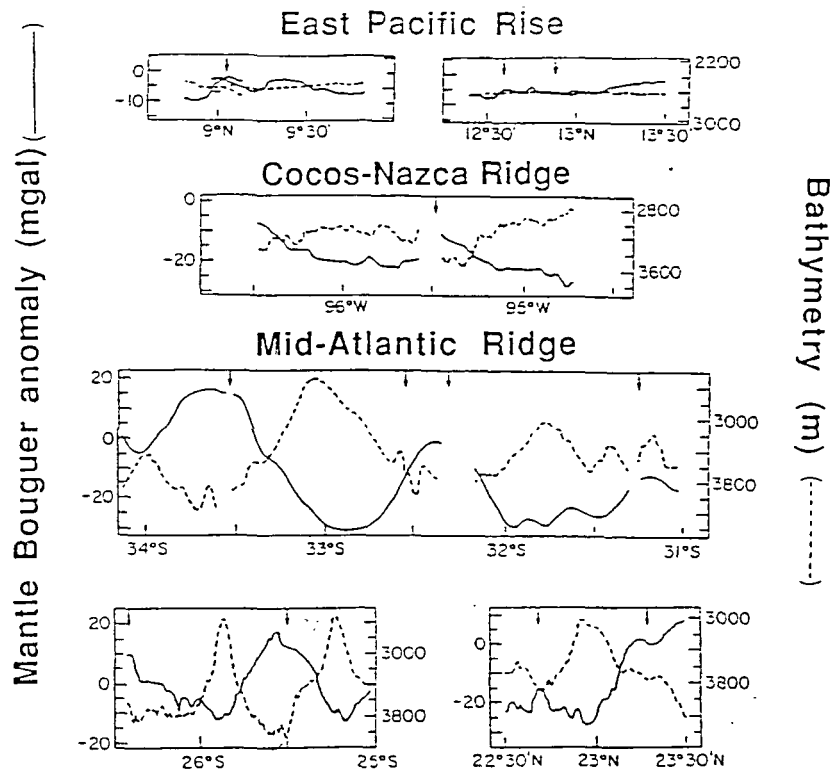 East Pacific Rise
0
-10
9°N
9°30'
2200
3000
12°30'
13°N
13°30'
Cocos-Nazca Ridge
0
-20
2800
3600
96°W
95°W
Mid-Atlantic Ridge
20
0
-20
3000
3800
34°S
33°S
32°S
31°S
20
0
-20
3000
3800
26°S
25°S
0
-20
3000
3800
22°30'N
23°N
23°30'N
Mantle Bouguer anomaly (mgal)(———)
Bathymetry (m) (--------)